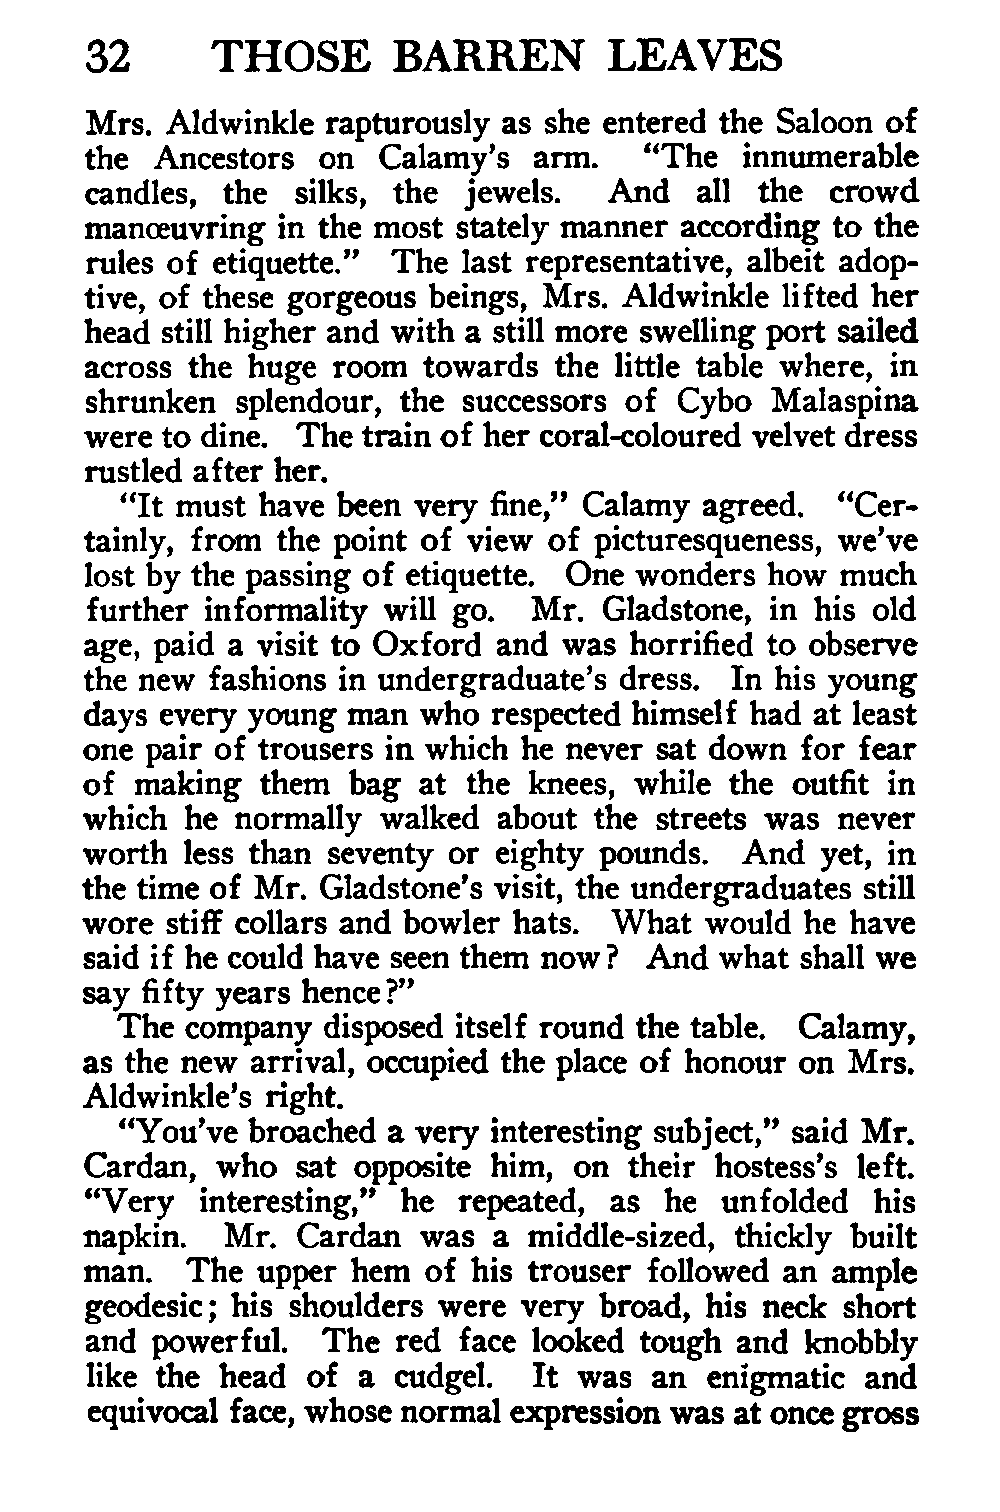 32 THOSE BARREN LEAVES
Mrs. Aldwinkle rapturously as she entered the Saloon of
the Ancestors on Calamy's arm. “The innumerable
candles, the silks, the jewels. And all the crowd
manœuvring in the most stately manner according to the
rules of etiquette.” The last representative, albeit adop-
tive, of these gorgeous beings, Mrs. Aldwinkle lifted her
head still higher and with a still more swelling port sailed
across the huge room towards the little table where, in
shrunken splendour, the successors of Cybo Malaspina
were to dine. The train of her coral-coloured velvet dress
rustled after her.
“It must have been very fine,” Calamy agreed. “Cer-
tainly, from the point of view of picturesqueness, we've
lost by the passing of etiquette. One wonders how much
further informality will go. Mr. Gladstone, in his old
age, paid a visit to Oxford and was horrified to observe
the new fashions in undergraduate's dress. In his young
days every young man who respected himself had at least
one pair of trousers in which he never sat down for fear
of making them bag at the knees, while the outfit in
which he normally walked about the streets was never
worth less than seventy or eighty pounds. And yet, in
the time of Mr. Gladstone's visit, the undergraduates still
wore stiff collars and bowler hats. What would he have
said if he could have seen them now? And what shall we
say fifty years hence?”
The company disposed itself round the table. Calamy,
as the new arrival, occupied the place of honour on Mrs.
Aldwinkle's right.
“You've broached a very interesting subject,” said Mr.
Cardan, who sat opposite him, on their hostess's left.
“Very interesting,” he repeated, as he unfolded his
napkin. Mr. Cardan was a middle-sized, thickly built
man. The upper hem of his trouser followed an ample
geodesic; his shoulders were very broad, his neck short
and powerful. The red face looked tough and knobbly
like the head of a cudgel. It was an enigmatic and
equivocal face, whose normal expression was at once gross